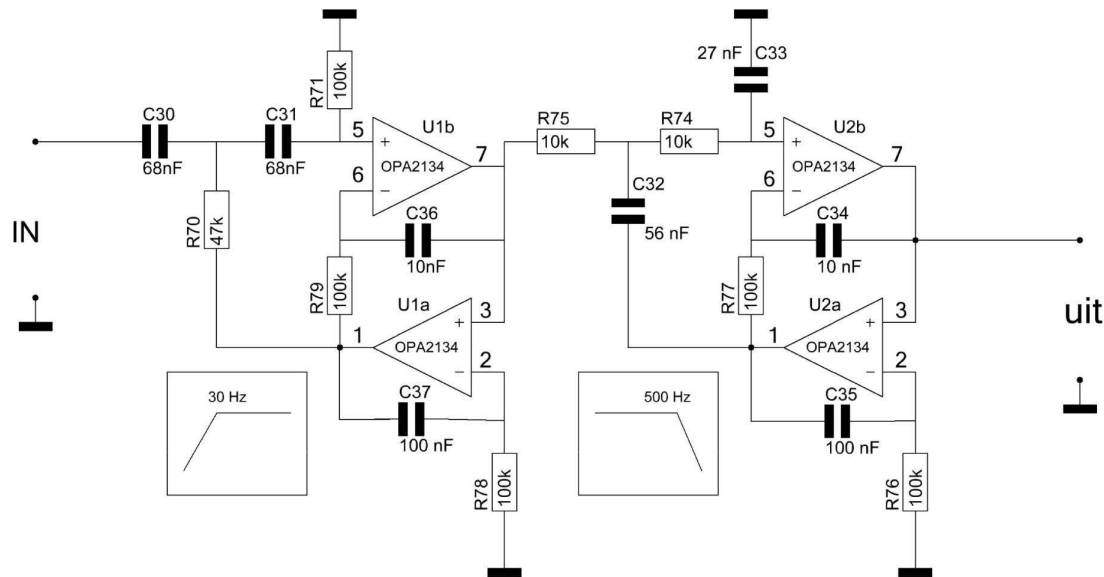 C30
68nF
C31
68nF
R71
100k
5
6
+
−
U1b
OPA2134
7
R70
47k
C36
10nF
R79
100k
U1a
OPA2134
1
3
+
2
−
C37
100 nF
R78
100k
30 Hz
IN
R75
10k
R74
10k
27 nF
C33
C32
56 nF
5
6
+
−
U2b
OPA2134
7
C34
10 nF
R77
100k
U2a
OPA2134
1
3
+
2
−
C35
100 nF
R76
100k
500 Hz
uit